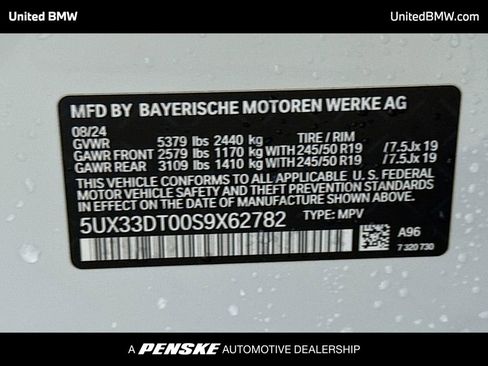 United BMW UnitedBMW.com
MFD BY BAYERISCHE MOTOREN WERKE AG
08/24
GVWR 5379 lbs 2440 kg TIRE / RIM
GAWR FRONT 2579 lbs 1170 kg WITH 245/50 R19 /7.5Jx19
GAWR REAR 3109 lbs 1410 kg WITH 245/50 R19 /7.5Jx19
THIS VEHICLE CONFORMS TO ALL APPLICABLE U.S. FEDERAL
MOTOR VEHICLE SAFETY, BUMPER, AND THEFT PREVENTION
STANDARDS IN EFFECT ON THE DATE OF MANUFACTURE SHOWN ABOVE.
5UX33DT00S9X62782 TYPE: MPV
A96
7 320 730
A PENSKE AUTOMOTIVE DEALERSHIP